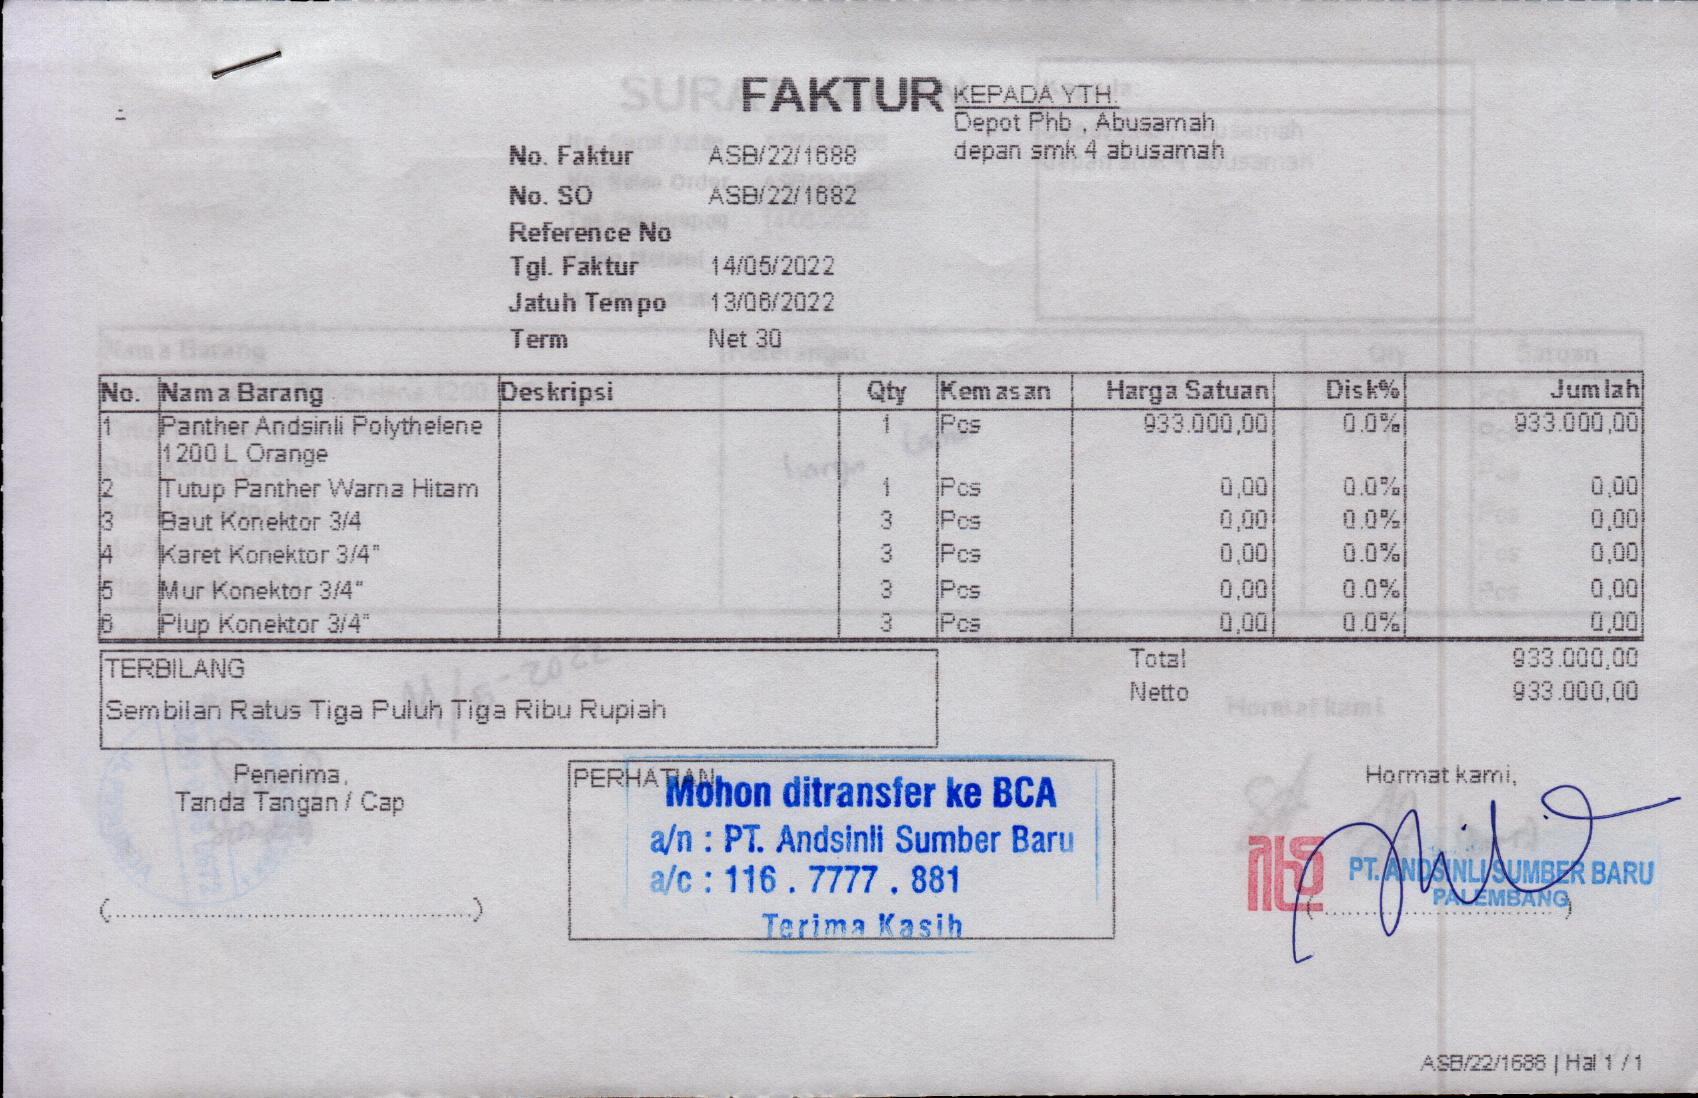 FAKTUR
KEPADA YTH.
Depot Phb , Abusamah
depan smk 4 abusamah
No. Faktur ASB/22/1688
No. SO ASB/22/1682
Reference No
Tgl. Faktur 14/05/2022
Jatuh Tempo 13/06/2022
Term Net 30
No. Nama Barang Deskripsi Qty Kemasan Harga Satuan Disk% Jumlah
1 Panther Andsinli Polythelene 1 Pcs 933.000,00 0.0% 933.000,00
1200 L Orange
2 Tutup Panther Warna Hitam 1 Pcs 0,00 0.0% 0,00
3 Baut Konektor 3/4 3 Pcs 0,00 0.0% 0,00
4 Karet Konektor 3/4" 3 Pcs 0,00 0.0% 0,00
5 Mur Konektor 3/4" 3 Pcs 0,00 0.0% 0,00
6 Plup Konektor 3/4" 3 Pcs 0,00 0.0% 0,00
TERBILANG
Sembilan Ratus Tiga Puluh Tiga Ribu Rupiah
Total 933.000,00
Netto 933.000,00
Penerima,
Tanda Tangan / Cap
(........................................................)
PERHATIAN
Mohon ditransfer ke BCA
a/n : PT. Andsinli Sumber Baru
a/c : 116 . 7777 . 881
Terima Kasih
Hormat kami,
PT. ANDSINLI SUMBER BARU
PALEMBANG
ASB/22/1688 | Hal 1 / 1